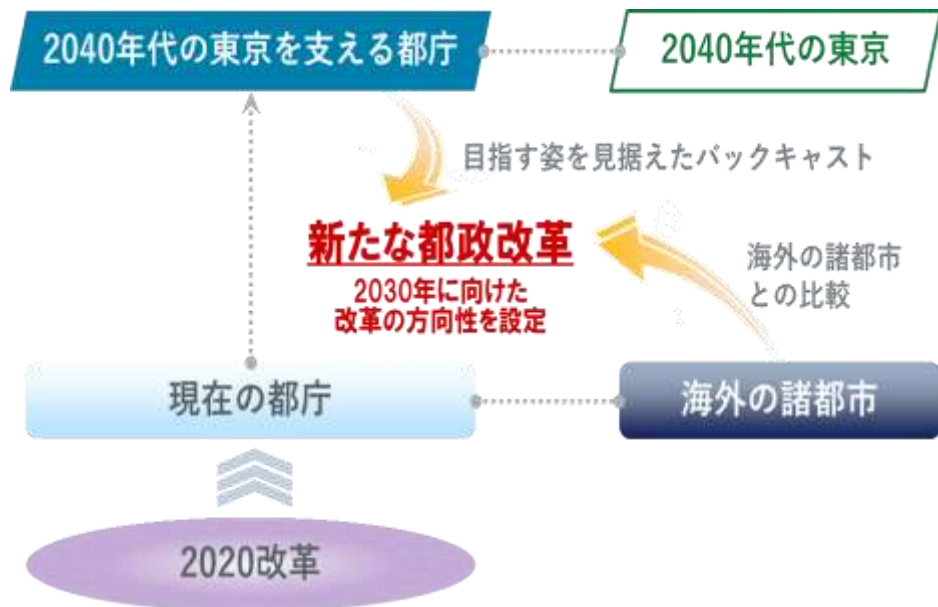 2040年代の東京を支える都庁
2040年代の東京
目指す姿を見据えたバックキャスト
新たな都政改革
2030年に向けた
改革の方向性を設定
海外の諸都市
との比較
現在の都庁
海外の諸都市
2020改革